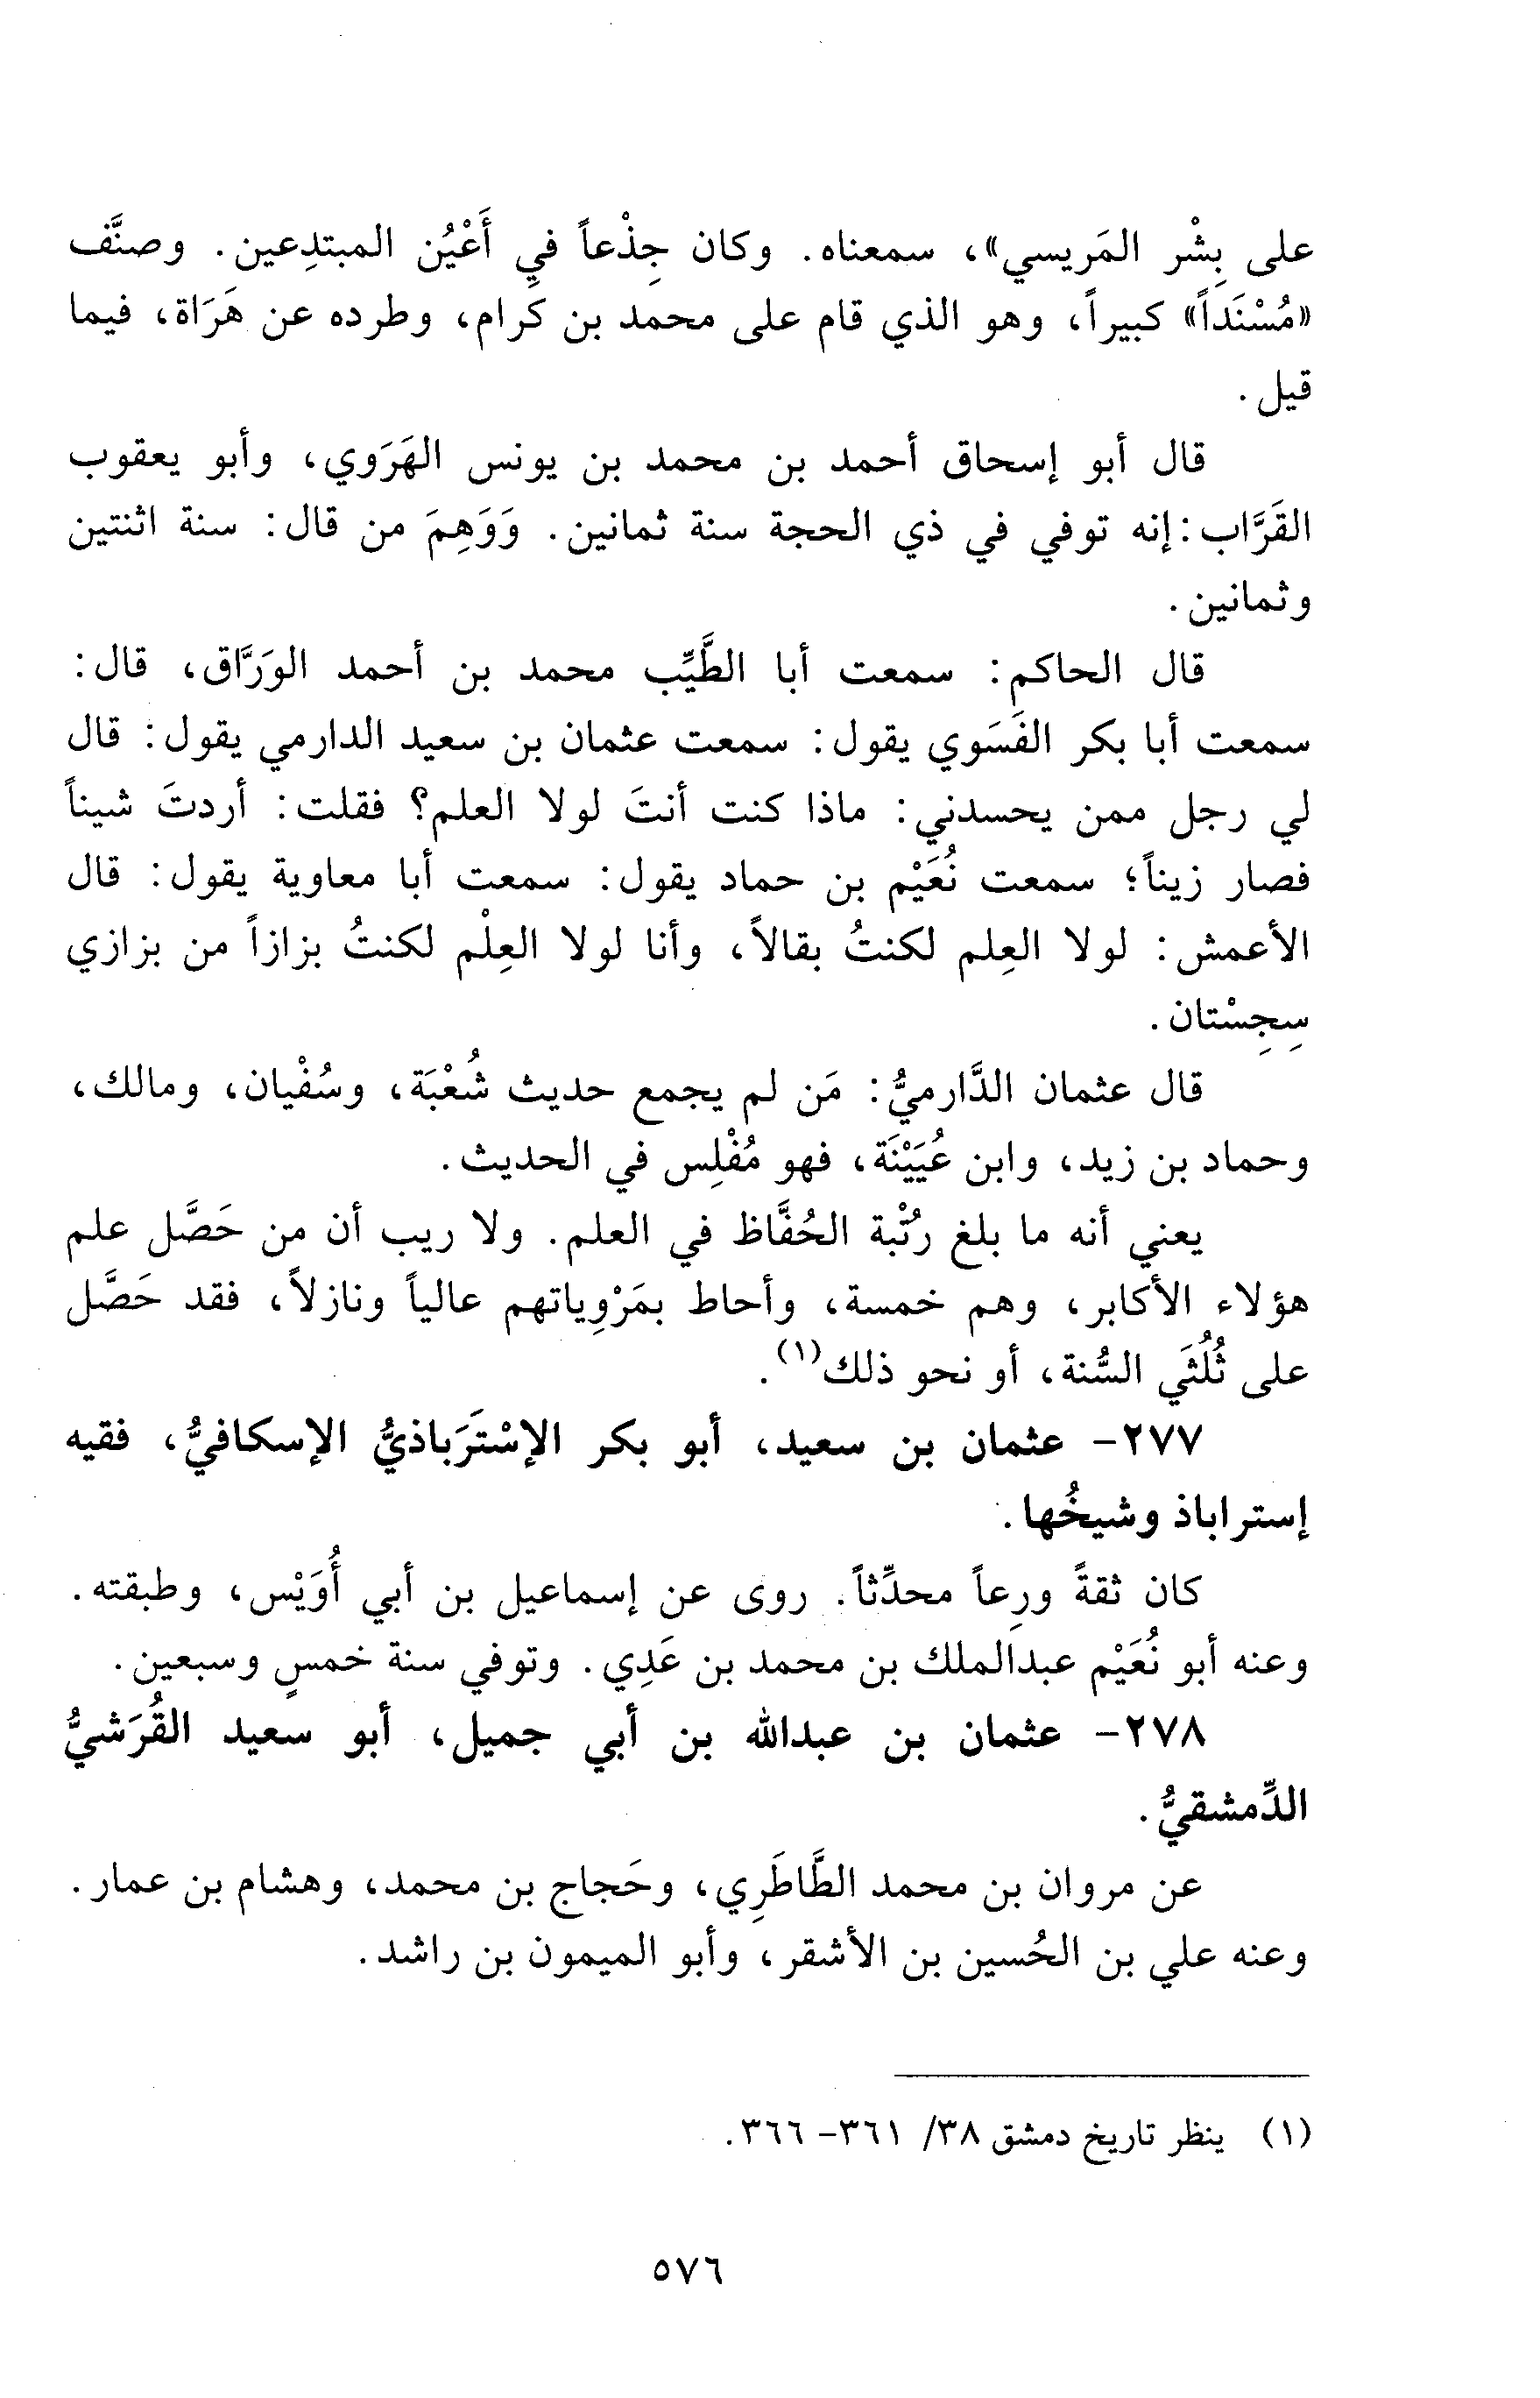 على بِشْر المَريسي»، سمعناه. وكان جِذْعاً في أَعْيُن المبتدِعين. وصنَّف
«مُسْنَداً» كبيراً، وهو الذي قام على محمد بن كرام، وطرده عن هَرَاة، فيما
قيل.
قال أبو إسحاق أحمد بن محمد بن يونس الهَرَوي، وأبو يعقوب
القَرَّاب: إنه توفي في ذي الحجة سنة ثمانين. وَوَهِمَ من قال: سنة اثنتين
وثمانين.
قال الحاكم: سمعت أبا الطَّيِّب محمد بن أحمد الوَرَّاق، قال:
سمعت أبا بكر الفَسَوي يقول: سمعت عثمان بن سعيد الدارمي يقول: قال
لي رجل ممن يحسدني: ماذا كنت أنتَ لولا العلم؟ فقلت: أردتَ شيناً
فصار زيناً؛ سمعت نُعَيْم بن حماد يقول: سمعت أبا معاوية يقول: قال
الأعمش: لولا العِلم لكنتُ بقالاً، وأنا لولا العِلْم لكنتُ بزازاً من بزازي
سِجِسْتان.
قال عثمان الدَّارميُّ: مَن لم يجمع حديث شُعْبَة، وسُفْيان، ومالك،
وحماد بن زيد، وابن عُيَيْنَة، فهو مُفْلِس في الحديث.
يعني أنه ما بلغ رُتْبة الحُفَّاظ في العلم. ولا ريب أن من حَصَّل علم
هؤلاء الأكابر، وهم خمسة، وأحاط بمَرْوِياتهم عالياً ونازلاً، فقد حَصَّل
على ثُلُثَي السُّنة، أو نحو ذلك(١).
٢٧٧- عثمان بن سعيد، أبو بكر الإسْتَرَباذيُّ الإسكافيُّ، فقيه
إستراباذ وشيخُها.
كان ثقةً ورِعاً محدِّثاً. روى عن إسماعيل بن أبي أُوَيْس، وطبقته.
وعنه أبو نُعَيْم عبدالملك بن محمد بن عَدِي. وتوفي سنة خمسٍ وسبعين.
٢٧٨- عثمان بن عبدالله بن أبي جميل، أبو سعيد القُرَشيُّ
الدِّمشقيُّ.
عن مروان بن محمد الطَّاطَرِي، وحَجاج بن محمد، وهشام بن عمار.
وعنه علي بن الحُسين بن الأشقر، وأبو الميمون بن راشد.
(١) ينظر تاريخ دمشق ٣٨/ ٣٦١- ٣٦٦.
٥٧٦